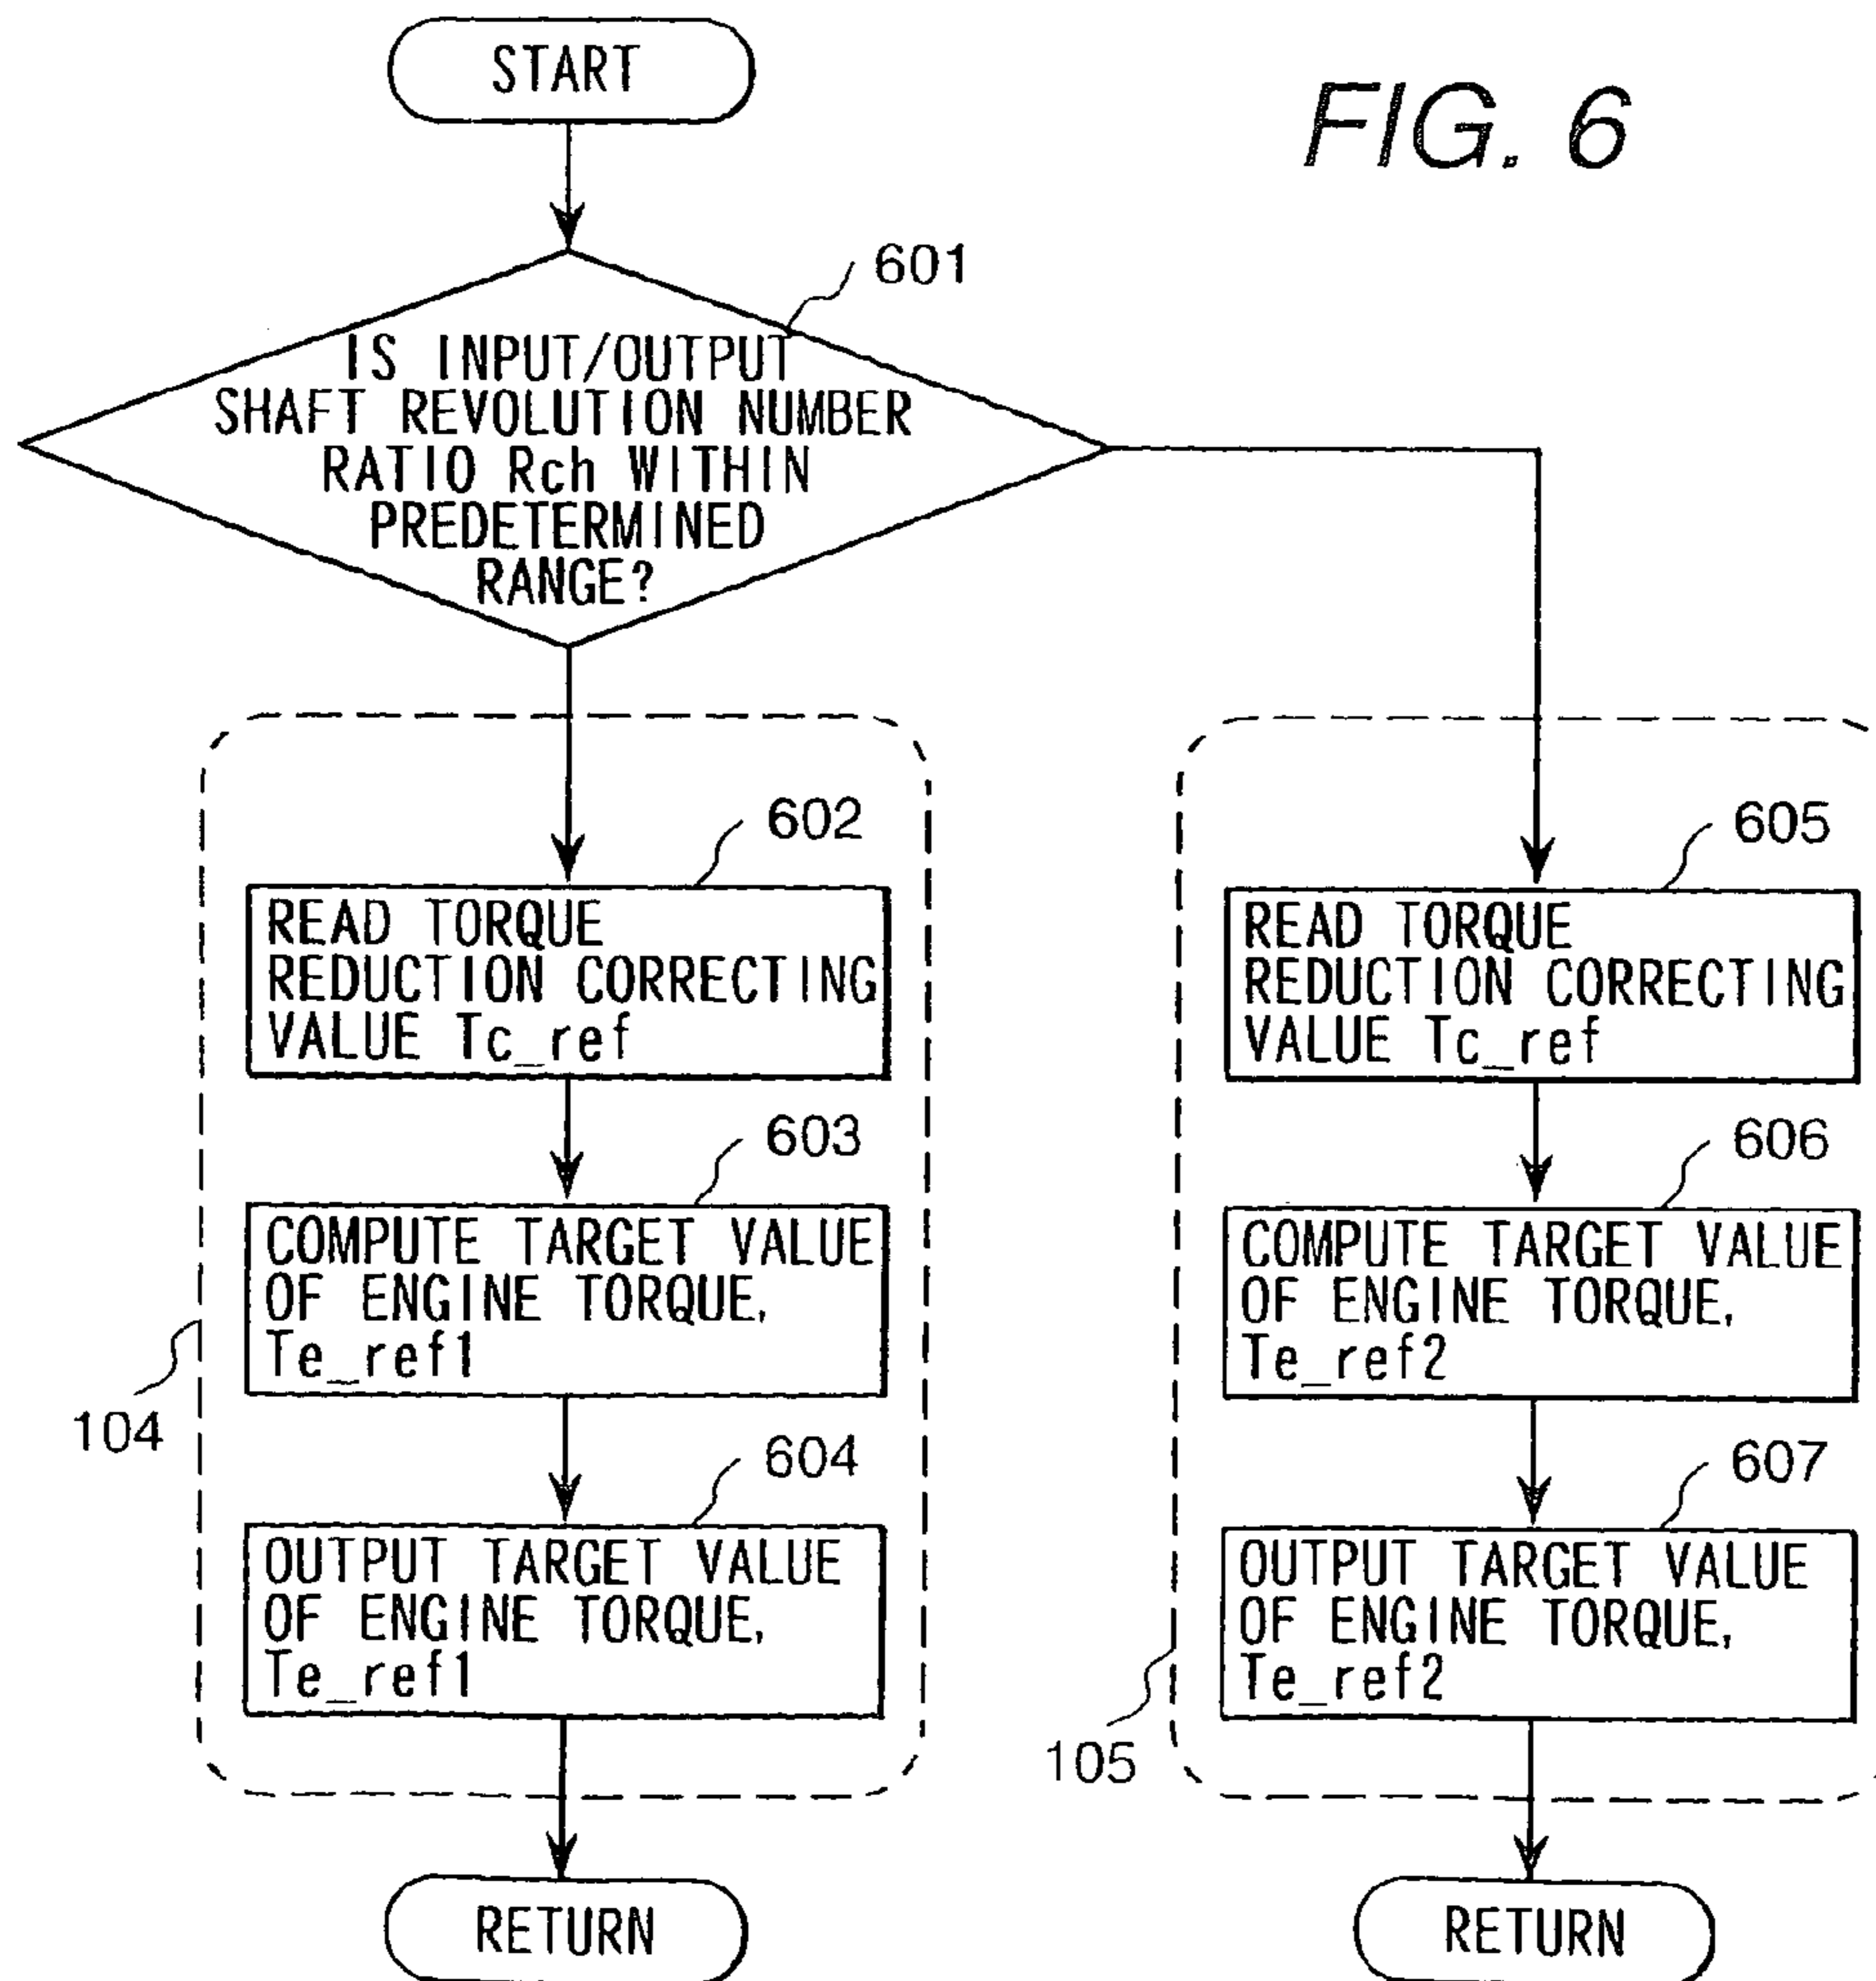 START
FIG. 6
601
IS INPUT/OUTPUT
SHAFT REVOLUTION NUMBER
RATIO Rch WITHIN
PREDETERMINED
RANGE?
602
READ TORQUE
REDUCTION CORRECTING
VALUE Tc_ref
603
COMPUTE TARGET VALUE
OF ENGINE TORQUE,
Te_ref1
104
604
OUTPUT TARGET VALUE
OF ENGINE TORQUE,
Te_ref1
RETURN
605
READ TORQUE
REDUCTION CORRECTING
VALUE Tc_ref
606
COMPUTE TARGET VALUE
OF ENGINE TORQUE,
Te_ref2
607
OUTPUT TARGET VALUE
OF ENGINE TORQUE,
Te_ref2
105
RETURN